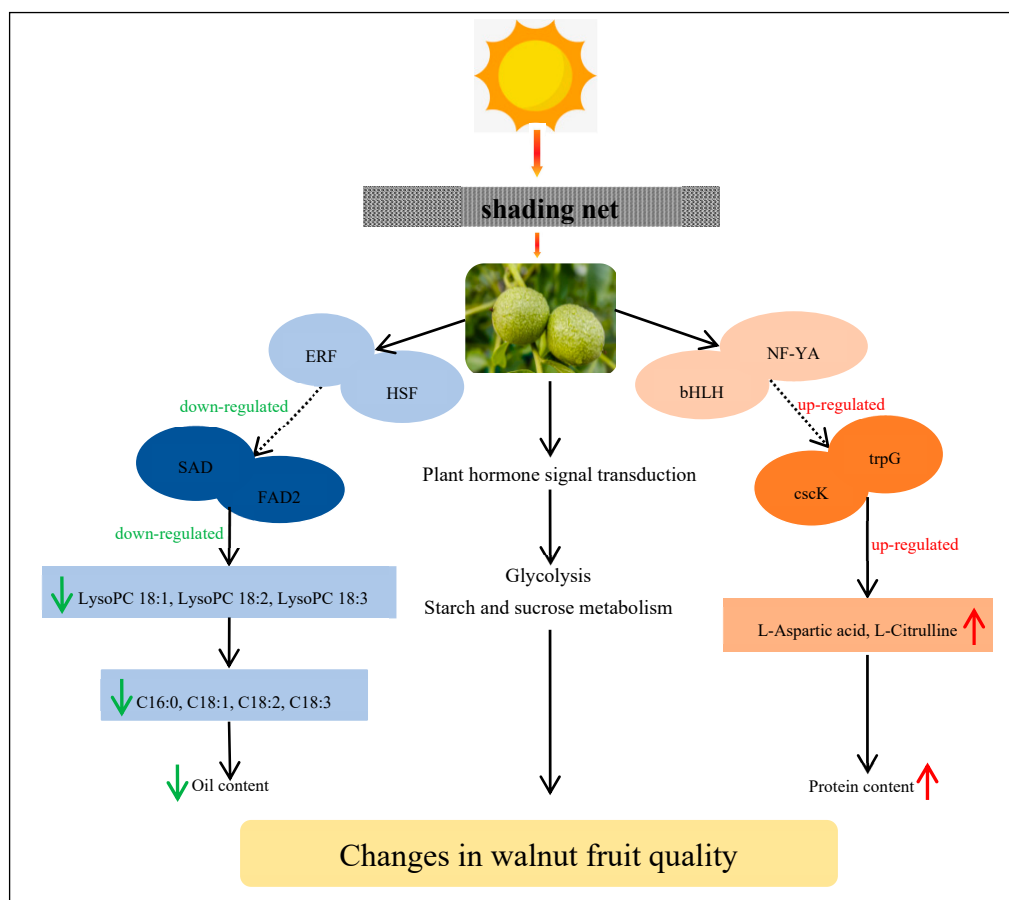 shading net
ERF
HSF
NF-YA
bHLH
down-regulated
up-regulated
SAD
FAD2
Plant hormone signal transduction
trpG
cscK
down-regulated
up-regulated
Glycolysis
Starch and sucrose metabolism
LysoPC 18:1, LysoPC 18:2, LysoPC 18:3
L-Aspartic acid, L-Citrulline
C16:0, C18:1, C18:2, C18:3
Oil content
Protein content
Changes in walnut fruit quality